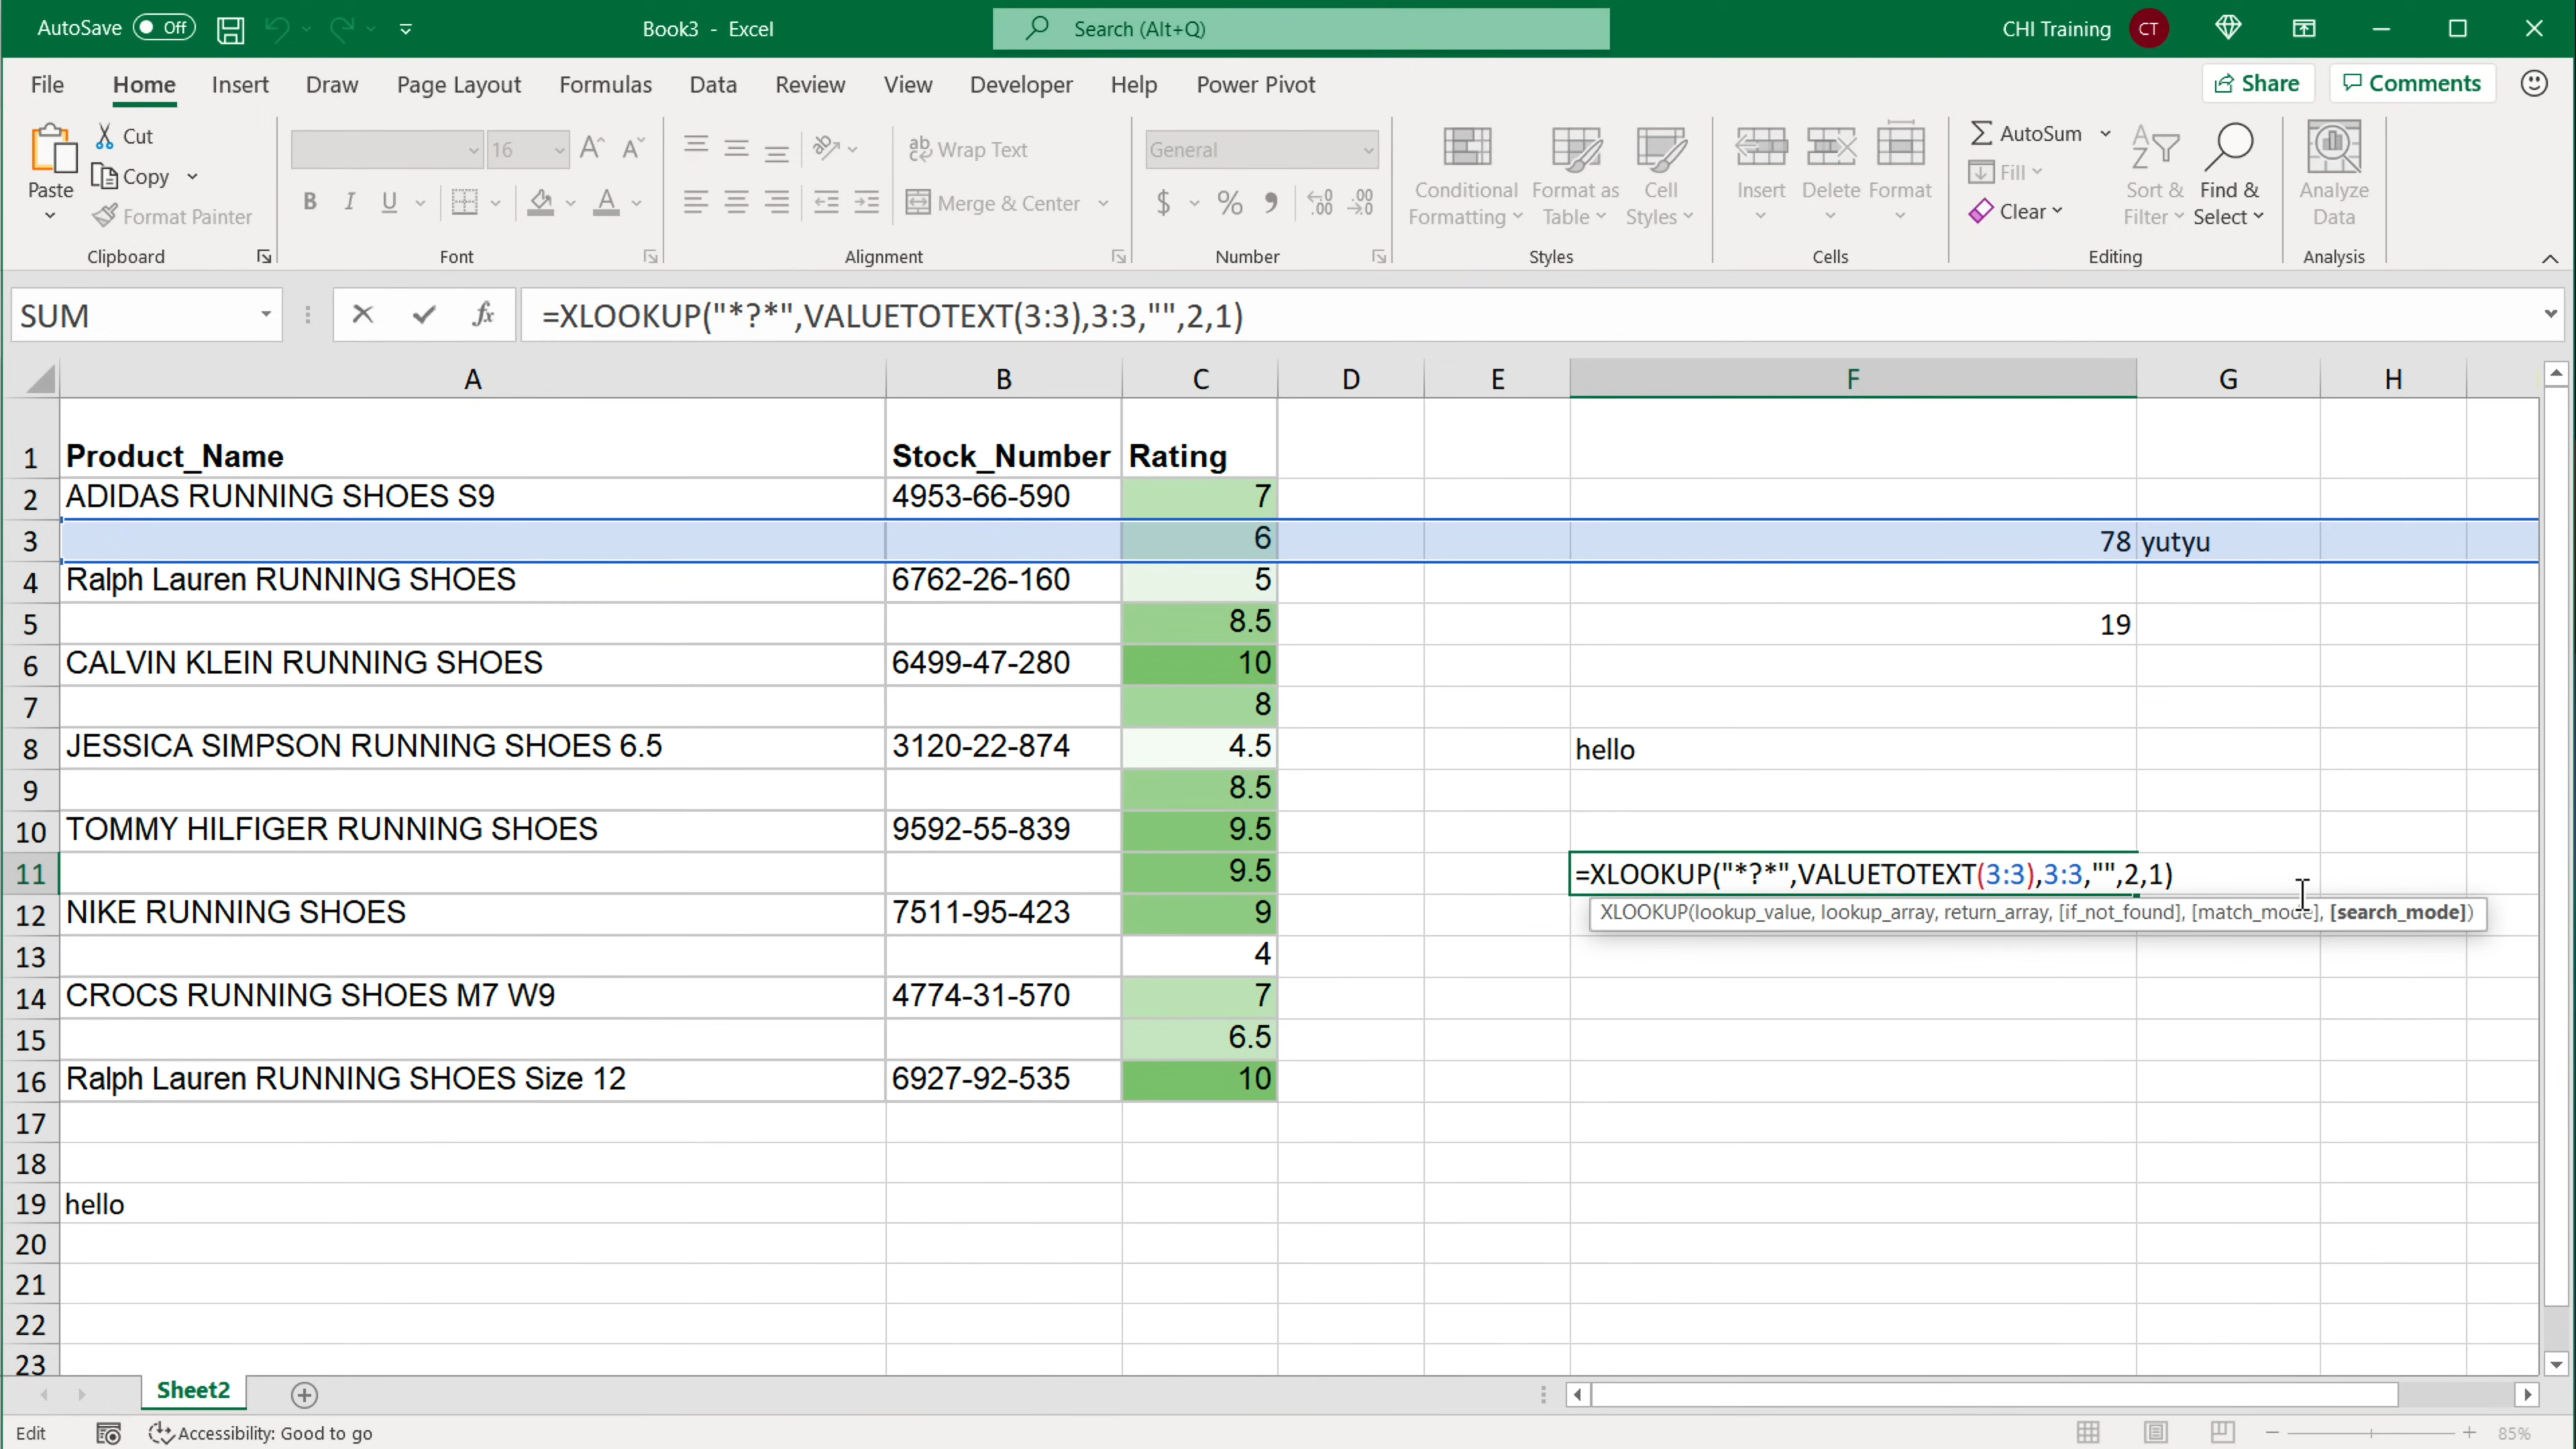 AutoSave Off Book3 - Excel Search (Alt+Q) CHI Training CT
File Home Insert Draw Page Layout Formulas Data Review View Developer Help Power Pivot Share Comments
Paste Cut Copy Format Painter
16 B I U
Wrap Text Merge & Center
General $ % 9
Conditional Formatting Format as Table Cell Styles
Insert Delete Format
AutoSum Fill Clear Sort & Filter Find & Select
Analyze Data
Clipboard Font Alignment Number Styles Cells Editing Analysis
SUM fx =XLOOKUP("*?*",VALUETOTEXT(3:3),3:3,"",2,1)
A B C D E F G H
1 Product_Name Stock_Number Rating
2 ADIDAS RUNNING SHOES S9 4953-66-590 7
3 6 78 yutyu
4 Ralph Lauren RUNNING SHOES 6762-26-160 5
5 8.5 19
6 CALVIN KLEIN RUNNING SHOES 6499-47-280 10
7 8
8 JESSICA SIMPSON RUNNING SHOES 6.5 3120-22-874 4.5 hello
9 8.5
10 TOMMY HILFIGER RUNNING SHOES 9592-55-839 9.5
11 9.5 =XLOOKUP("*?*",VALUETOTEXT(3:3),3:3,"",2,1)
XLOOKUP(lookup_value, lookup_array, return_array, [if_not_found], [match_mode], [search_mode])
12 NIKE RUNNING SHOES 7511-95-423 9
13 4
14 CROCS RUNNING SHOES M7 W9 4774-31-570 7
15 6.5
16 Ralph Lauren RUNNING SHOES Size 12 6927-92-535 10
17
18
19 hello
20
21
22
23
Sheet2
Edit Accessibility: Good to go 85%